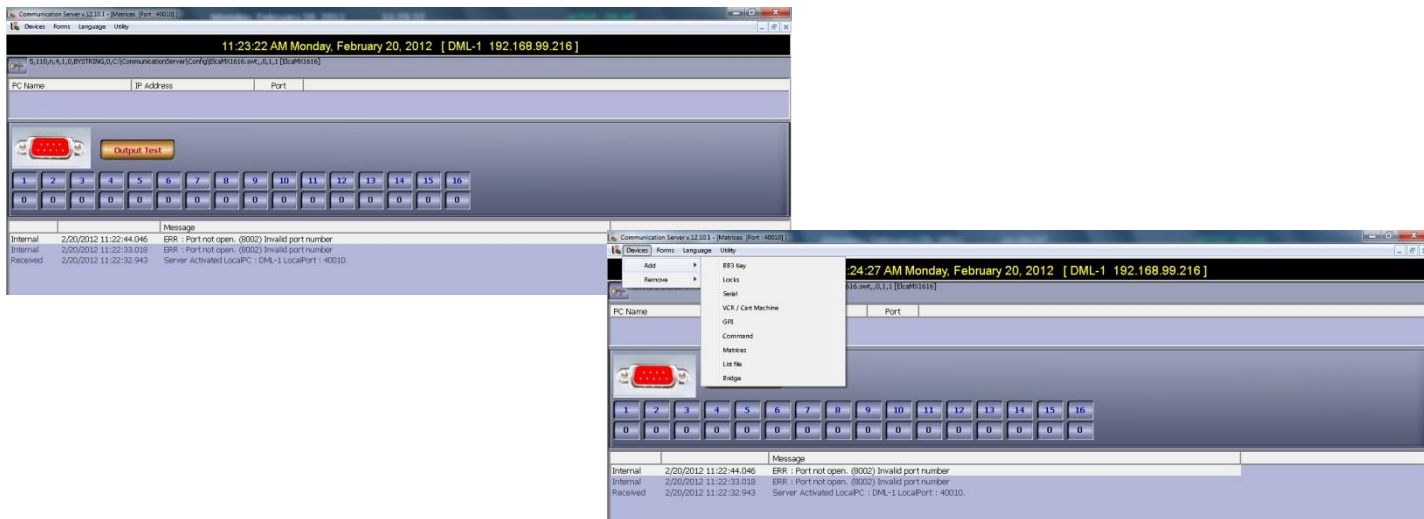 Communication Server v.12.10.1 - [Matrices [Port : 40010]]
Devices Forms Language Utility
11:23:22 AM Monday, February 20, 2012 [ DML-1 192.168.99.216 ]
5,110,n,4,1,0,BYSTRING,0,C:\CommunicationServer\Config\ElcaMX1616.swt,,0,1,1 [ElcaMX1616]
PC Name IP Address Port
Output Test
1 2 3 4 5 6 7 8 9 10 11 12 13 14 15 16
0 0 0 0 0 0 0 0 0 0 0 0 0 0 0 0
Message
Internal 2/20/2012 11:22:44.046 ERR : Port not open. (8002) Invalid port number
Internal 2/20/2012 11:22:33.018 ERR : Port not open. (8002) Invalid port number
Received 2/20/2012 11:22:32.943 Server Activated LocalPC : DML-1 LocalPort : 40010.
Communication Server v.12.10.1 - [Matrices [Port : 40010]]
Devices Forms Language Utility
:24:27 AM Monday, February 20, 2012 [ DML-1 192.168.99.216 ]
616.swt,,0,1,1 [ElcaMX1616]
Add
Remove
883 Key
Locks
Serial
VCR / Cart Machine
GPI
Command
Matrices
List file
Bridge
PC Name Port
1 2 3 4 5 6 7 8 9 10 11 12 13 14 15 16
0 0 0 0 0 0 0 0 0 0 0 0 0 0 0 0
Message
Internal 2/20/2012 11:22:44.046 ERR : Port not open. (8002) Invalid port number
Internal 2/20/2012 11:22:33.018 ERR : Port not open. (8002) Invalid port number
Received 2/20/2012 11:22:32.943 Server Activated LocalPC : DML-1 LocalPort : 40010.